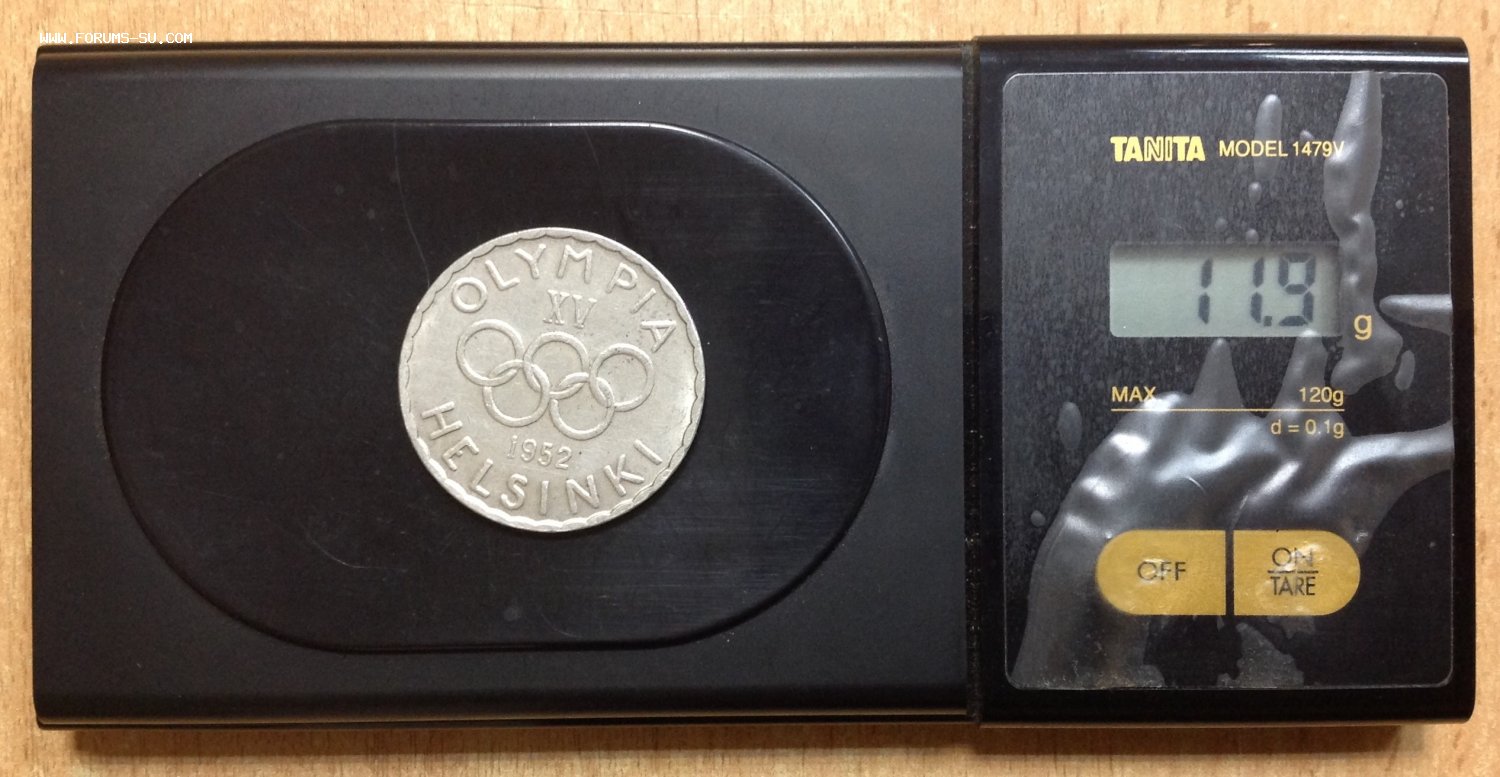 WWW.FORUMS-SU.COM
OLYMPIA
XV
1952
HELSINKI
TANITA MODEL 1479V
11.9 g
MAX 120g
d = 0.1g
OFF
ON
TARE